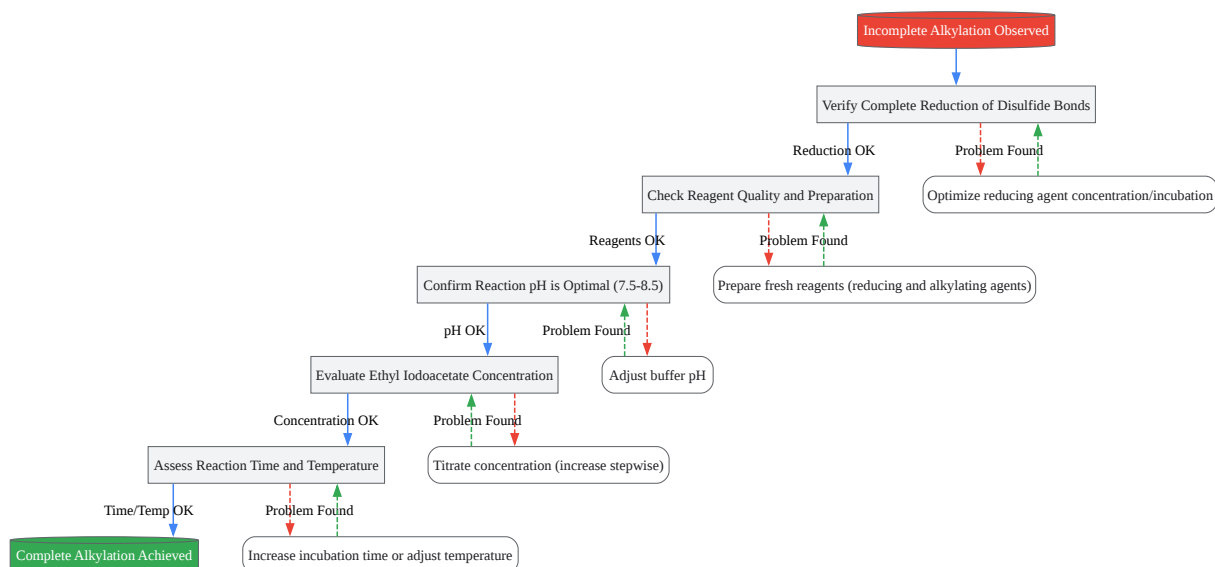 Incomplete Alkylation Observed
Verify Complete Reduction of Disulfide Bonds
Reduction OK
Problem Found
Check Reagent Quality and Preparation
Optimize reducing agent concentration/incubation
Reagents OK
Problem Found
Confirm Reaction pH is Optimal (7.5-8.5)
Prepare fresh reagents (reducing and alkylating agents)
pH OK
Problem Found
Evaluate Ethyl Iodoacetate Concentration
Adjust buffer pH
Concentration OK
Problem Found
Assess Reaction Time and Temperature
Titrate concentration (increase stepwise)
Time/Temp OK
Problem Found
Complete Alkylation Achieved
Increase incubation time or adjust temperature